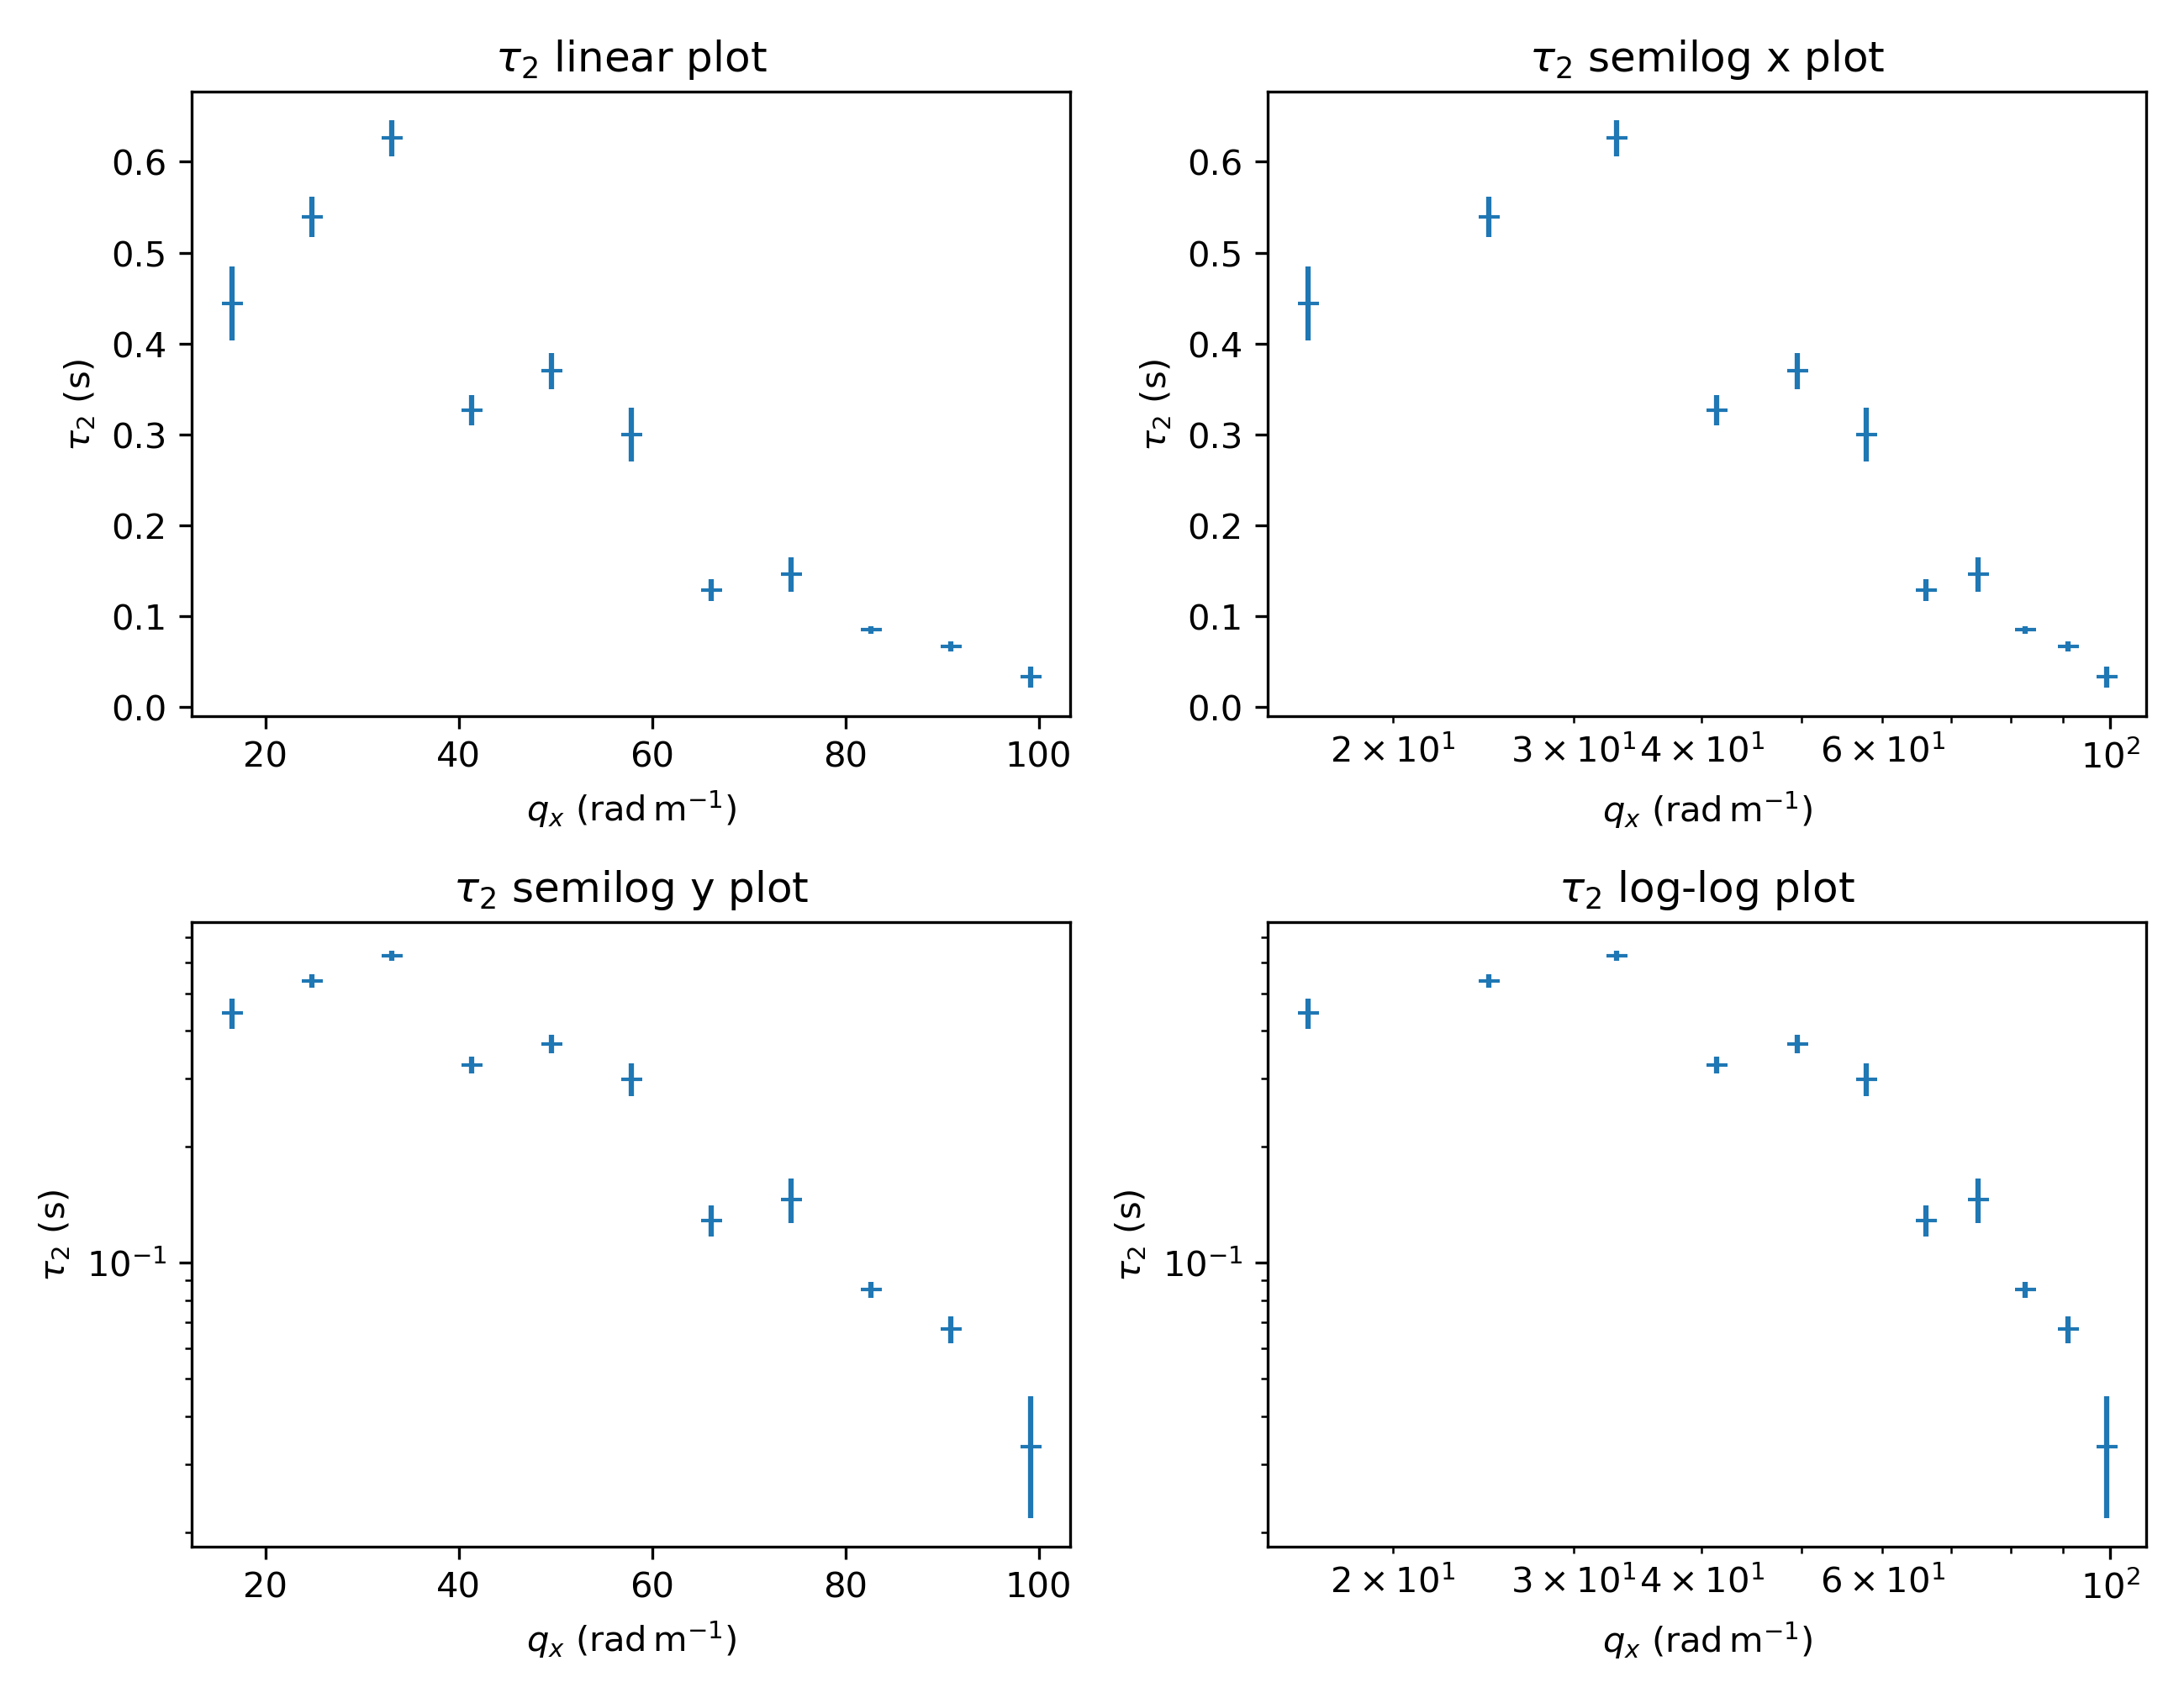 τ₂ linear plot
τ₂ (s)
0.6
0.5
0.4
0.3
0.2
0.1
0.0
20 40 60 80 100
qₓ (rad m⁻¹)
τ₂ semilog x plot
τ₂ (s)
0.6
0.5
0.4
0.3
0.2
0.1
0.0
2 × 10¹ 3 × 10¹ 4 × 10¹ 6 × 10¹ 10²
qₓ (rad m⁻¹)
τ₂ semilog y plot
τ₂ (s)
10⁻¹
20 40 60 80 100
qₓ (rad m⁻¹)
τ₂ log-log plot
τ₂ (s)
10⁻¹
2 × 10¹ 3 × 10¹ 4 × 10¹ 6 × 10¹ 10²
qₓ (rad m⁻¹)